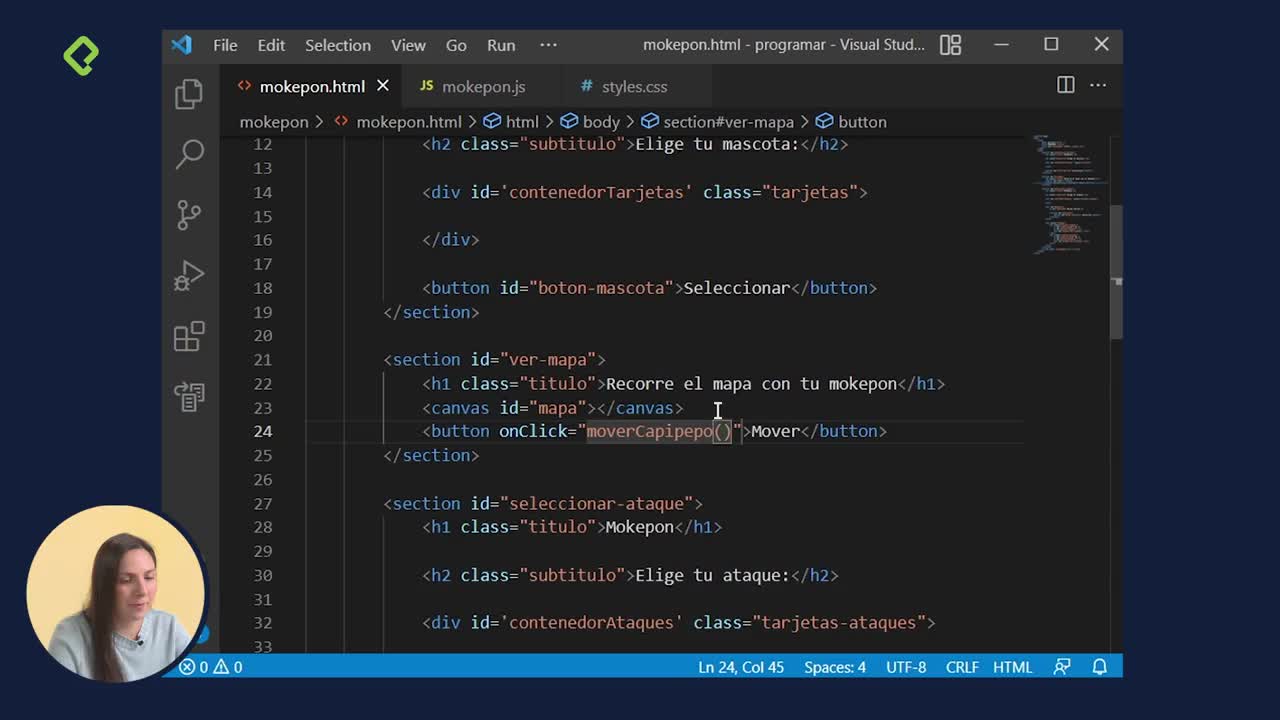 File Edit Selection View Go Run ··· mokepon.html - programar - Visual Stud...
<> mokepon.html JS mokepon.js # styles.css
mokepon > <> mokepon.html > html > body > section#ver-mapa > button
12 <h2 class="subtitulo">Elige tu mascota:</h2>
13
14 <div id='contenedorTarjetas' class="tarjetas">
15
16 </div>
17
18 <button id="boton-mascota">Seleccionar</button>
19 </section>
20
21 <section id="ver-mapa">
22 <h1 class="titulo">Recorre el mapa con tu mokepon</h1>
23 <canvas id="mapa"></canvas>
24 <button onClick="moverCapipepo()">Mover</button>
25 </section>
26
27 <section id="seleccionar-ataque">
28 <h1 class="titulo">Mokepon</h1>
29
30 <h2 class="subtitulo">Elige tu ataque:</h2>
31
32 <div id='contenedorAtaques' class="tarjetas-ataques">
33
0 0 Ln 24, Col 45 Spaces: 4 UTF-8 CRLF HTML